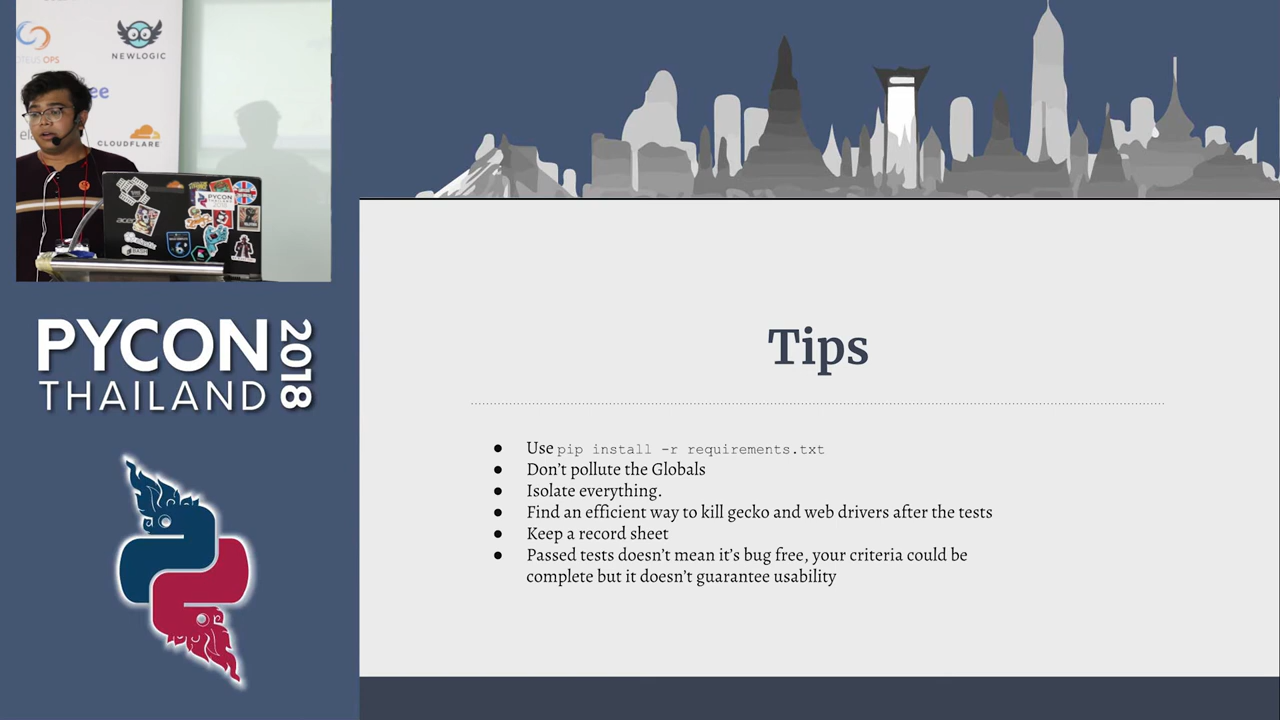 NEWLOGIC
CLOUDFLARE
acer
PYCON
THAILAND
2018
Tips
● Use pip install -r requirements.txt
● Don't pollute the Globals
● Isolate everything.
● Find an efficient way to kill gecko and web drivers after the tests
● Keep a record sheet
● Passed tests doesn't mean it's bug free, your criteria could be
complete but it doesn't guarantee usability